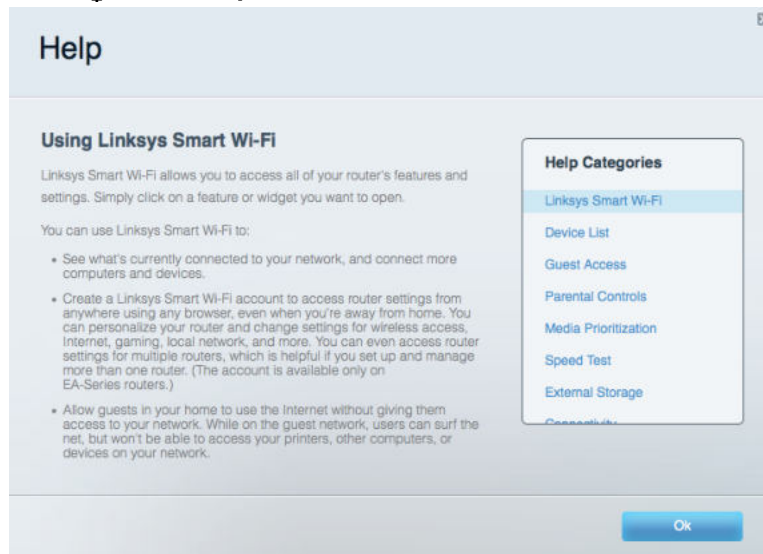 Help
Using Linksys Smart Wi-Fi
Linksys Smart Wi-Fi allows you to access all of your router's features and
settings. Simply click on a feature or widget you want to open.
You can use Linksys Smart Wi-Fi to:
• See what's currently connected to your network, and connect more
computers and devices.
• Create a Linksys Smart Wi-Fi account to access router settings from
anywhere using any browser, even when you're away from home. You
can personalize your router and change settings for wireless access,
Internet, gaming, local network, and more. You can even access router
settings for multiple routers, which is helpful if you set up and manage
more than one router. (The account is available only on
EA-Series routers.)
• Allow guests in your home to use the Internet without giving them
access to your network. While on the guest network, users can surf the
net, but won't be able to access your printers, other computers, or
devices on your network.
Help Categories
Linksys Smart Wi-Fi
Device List
Guest Access
Parental Controls
Media Prioritization
Speed Test
External Storage
Connectivity
Ok